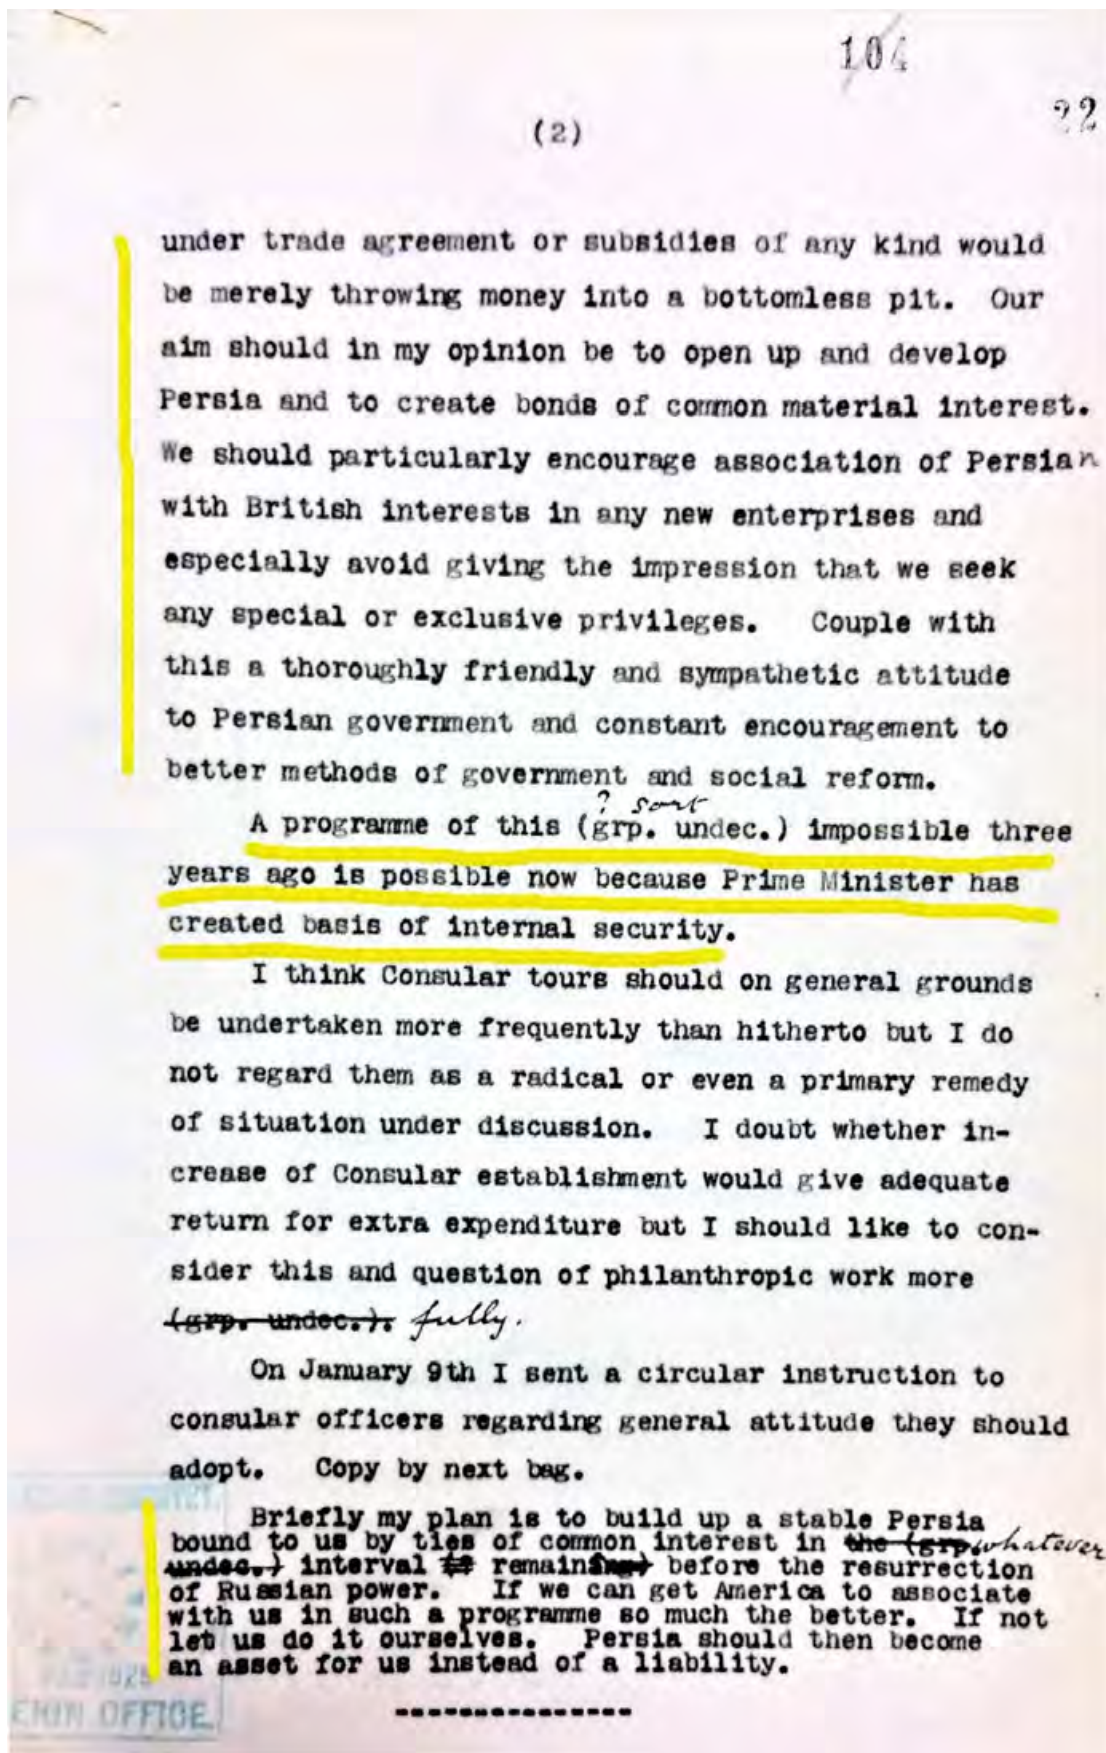 104
22
(2)
under trade agreement or subsidies of any kind would
be merely throwing money into a bottomless pit. Our
aim should in my opinion be to open up and develop
Persia and to create bonds of common material interest.
We should particularly encourage association of Persian
with British interests in any new enterprises and
especially avoid giving the impression that we seek
any special or exclusive privileges. Couple with
this a thoroughly friendly and sympathetic attitude
to Persian government and constant encouragement to
better methods of government and social reform.
? sort
A programme of this (grp. undec.) impossible three
years ago is possible now because Prime Minister has
created basis of internal security.
I think Consular tours should on general grounds
be undertaken more frequently than hitherto but I do
not regard them as a radical or even a primary remedy
of situation under discussion. I doubt whether in-
crease of Consular establishment would give adequate
return for extra expenditure but I should like to con-
sider this and question of philanthropic work more
(grp. undec.). fully.
On January 9th I sent a circular instruction to
consular officers regarding general attitude they should
adopt. Copy by next bag.
Briefly my plan is to build up a stable Persia
bound to us by ties of common interest in the (grp whatever
undec.) interval remain before the resurrection
of Russian power. If we can get America to associate
with us in such a programme so much the better. If not
let us do it ourselves. Persia should then become
an asset for us instead of a liability.
OFFICE